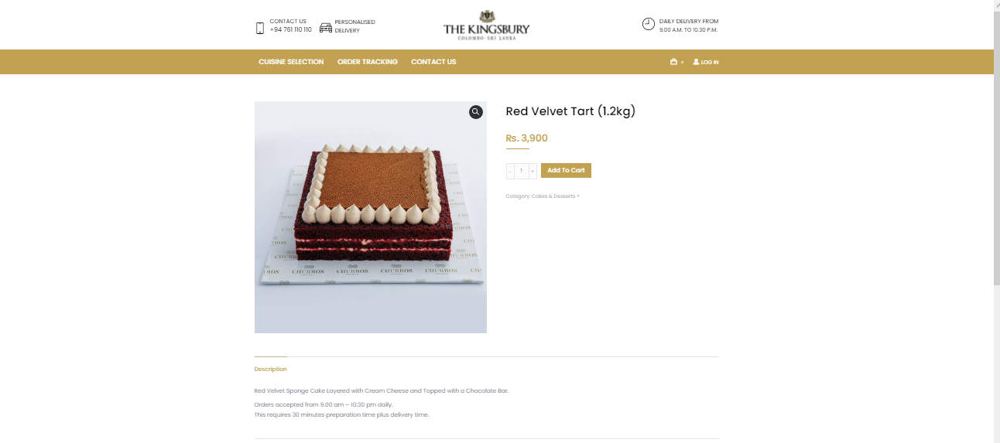 CONTACT US
+94 761 110 110
PERSONALISED
DELIVERY
THE KINGSBURY
COLOMBO-SRI LANKA
DAILY DELIVERY FROM
9.00 A.M. TO 10.30 P.M.
CUISINE SELECTION ORDER TRACKING CONTACT US
LOG IN
Red Velvet Tart (1.2kg)
Rs. 3,900
- 1 + Add To Cart
Category: Cakes & Desserts •
CHURROS CHURROS CHURROS CHURROS
Description
Red Velvet Sponge Cake Layered with Cream Cheese and Topped with a Chocolate Bar.
Orders accepted from 9.00 am – 10:30 pm daily.
This requires 30 minutes preparation time plus delivery time.